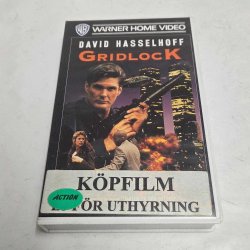 WARNER HOME VIDEO
DAVID HASSELHOFF
GRIDLOCK
ACTION
KÖPFILM
FÖR UTHYRNING